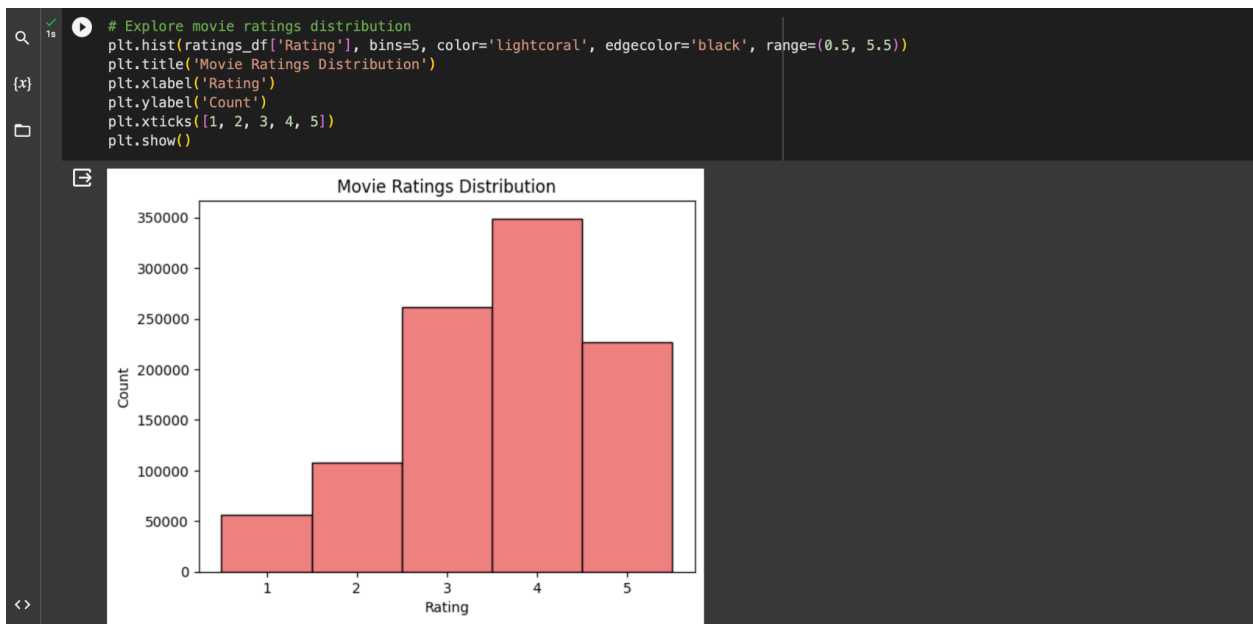 1s
# Explore movie ratings distribution
plt.hist(ratings_df['Rating'], bins=5, color='lightcoral', edgecolor='black', range=(0.5, 5.5))
plt.title('Movie Ratings Distribution')
{x}
plt.xlabel('Rating')
plt.ylabel('Count')
plt.xticks([1, 2, 3, 4, 5])
plt.show()
Movie Ratings Distribution
350000
300000
250000
200000
150000
100000
50000
0
Count
1 2 3 4 5
Rating
<>